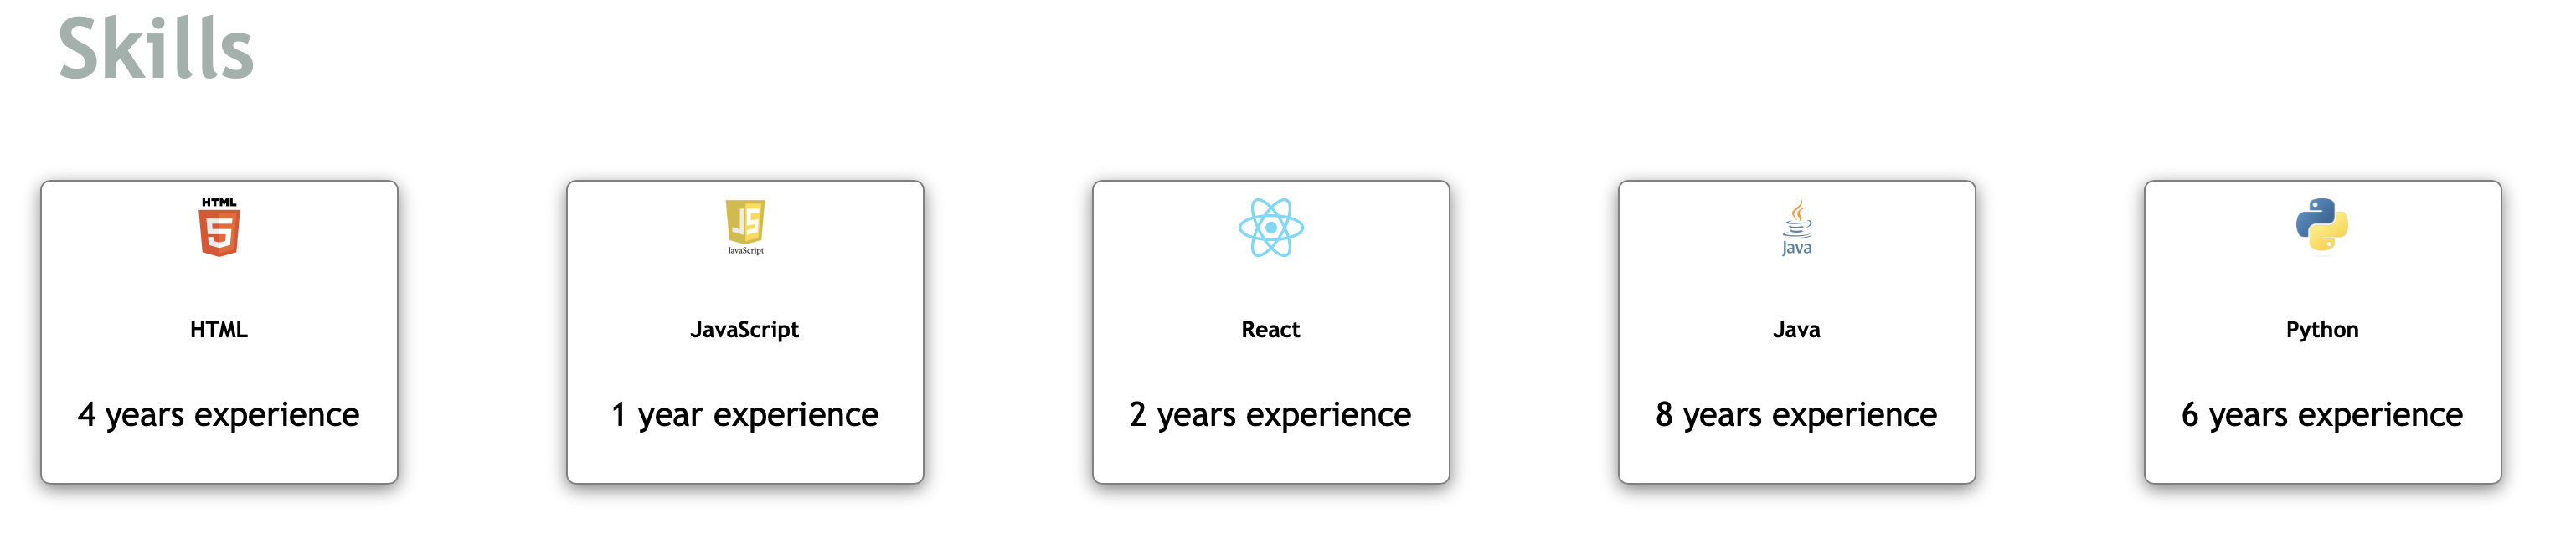 Skills
HTML
5
HTML
4 years experience
JS
JavaScript
JavaScript
1 year experience
React
2 years experience
Java
Java
8 years experience
Python
6 years experience